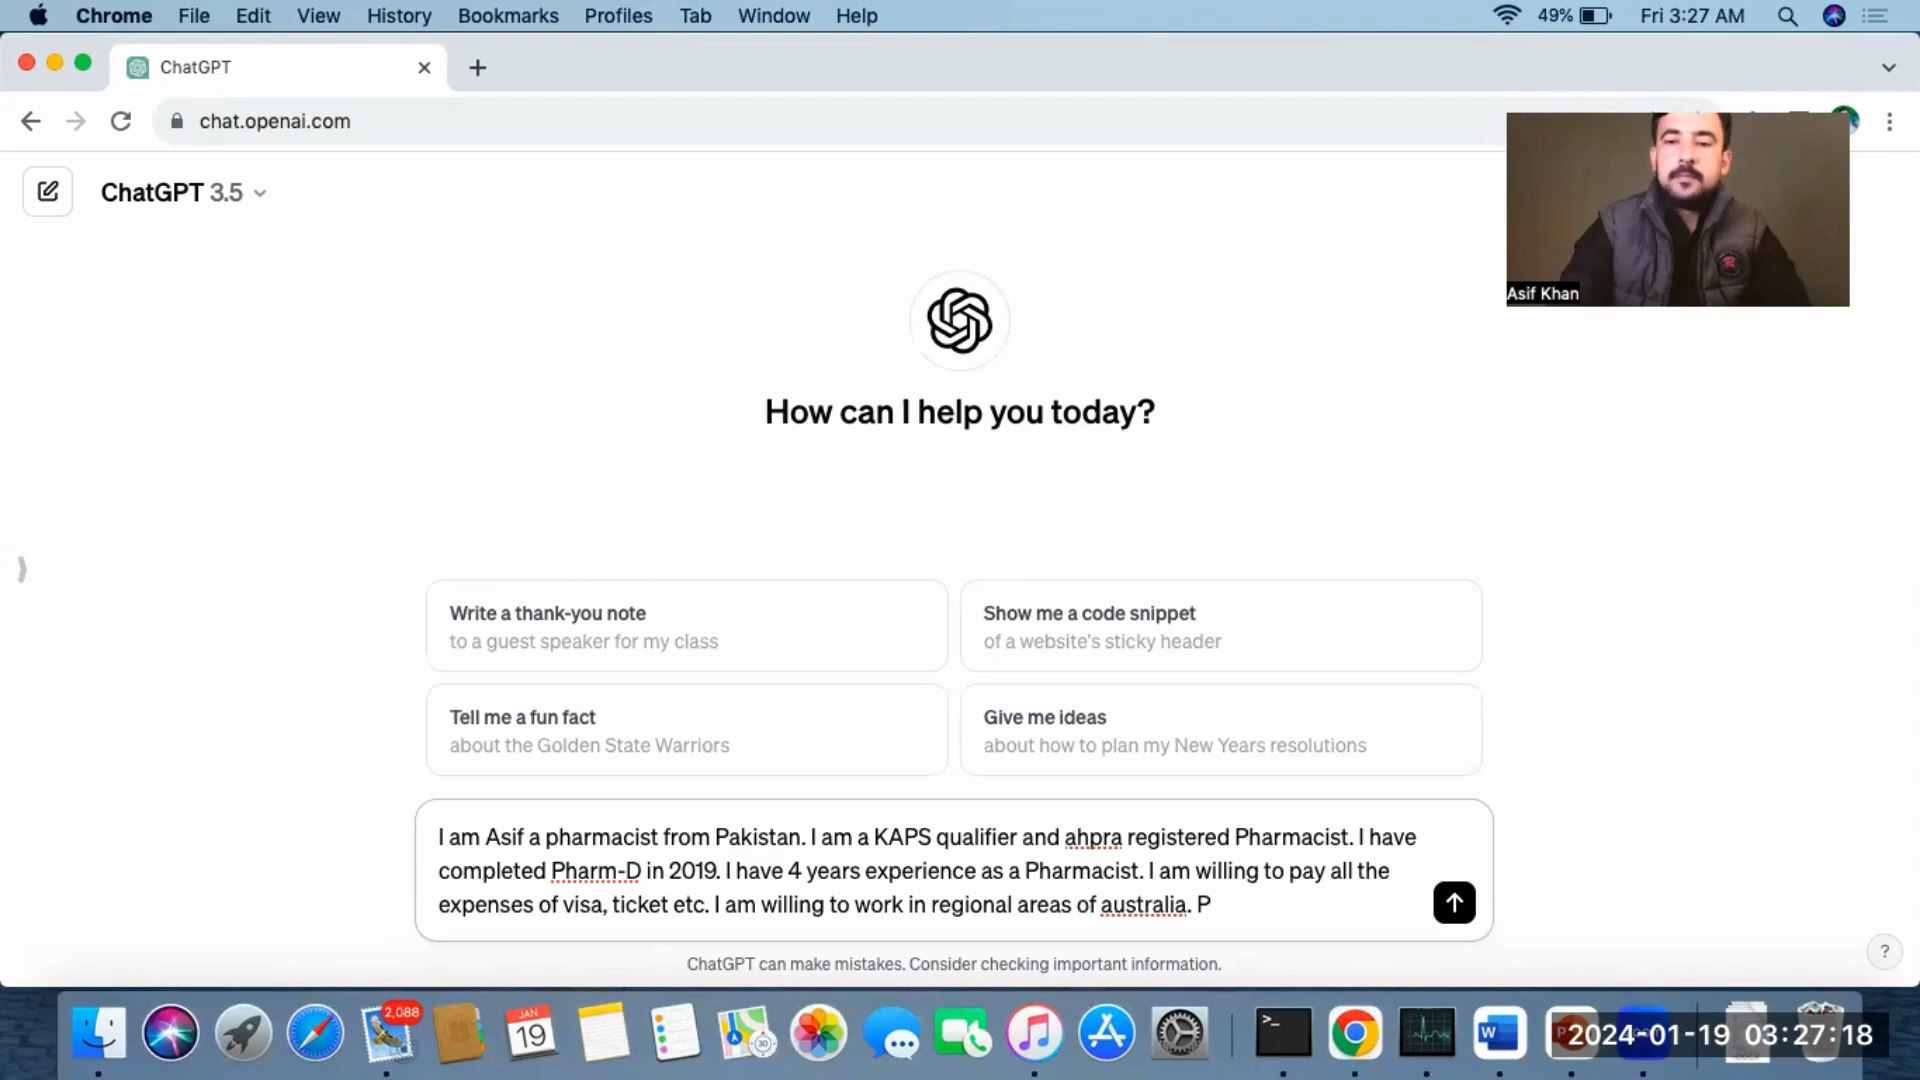 Chrome File Edit View History Bookmarks Profiles Tab Window Help 49% Fri 3:27 AM
ChatGPT
chat.openai.com
ChatGPT 3.5
Asif Khan
How can I help you today?
Write a thank-you note
to a guest speaker for my class
Show me a code snippet
of a website's sticky header
Tell me a fun fact
about the Golden State Warriors
Give me ideas
about how to plan my New Years resolutions
I am Asif a pharmacist from Pakistan. I am a KAPS qualifier and ahpra registered Pharmacist. I have
completed Pharm-D in 2019. I have 4 years experience as a Pharmacist. I am willing to pay all the
expenses of visa, ticket etc. I am willing to work in regional areas of australia. P
ChatGPT can make mistakes. Consider checking important information.
?
2,088
JAN
19
2024-01-19 03:27:18